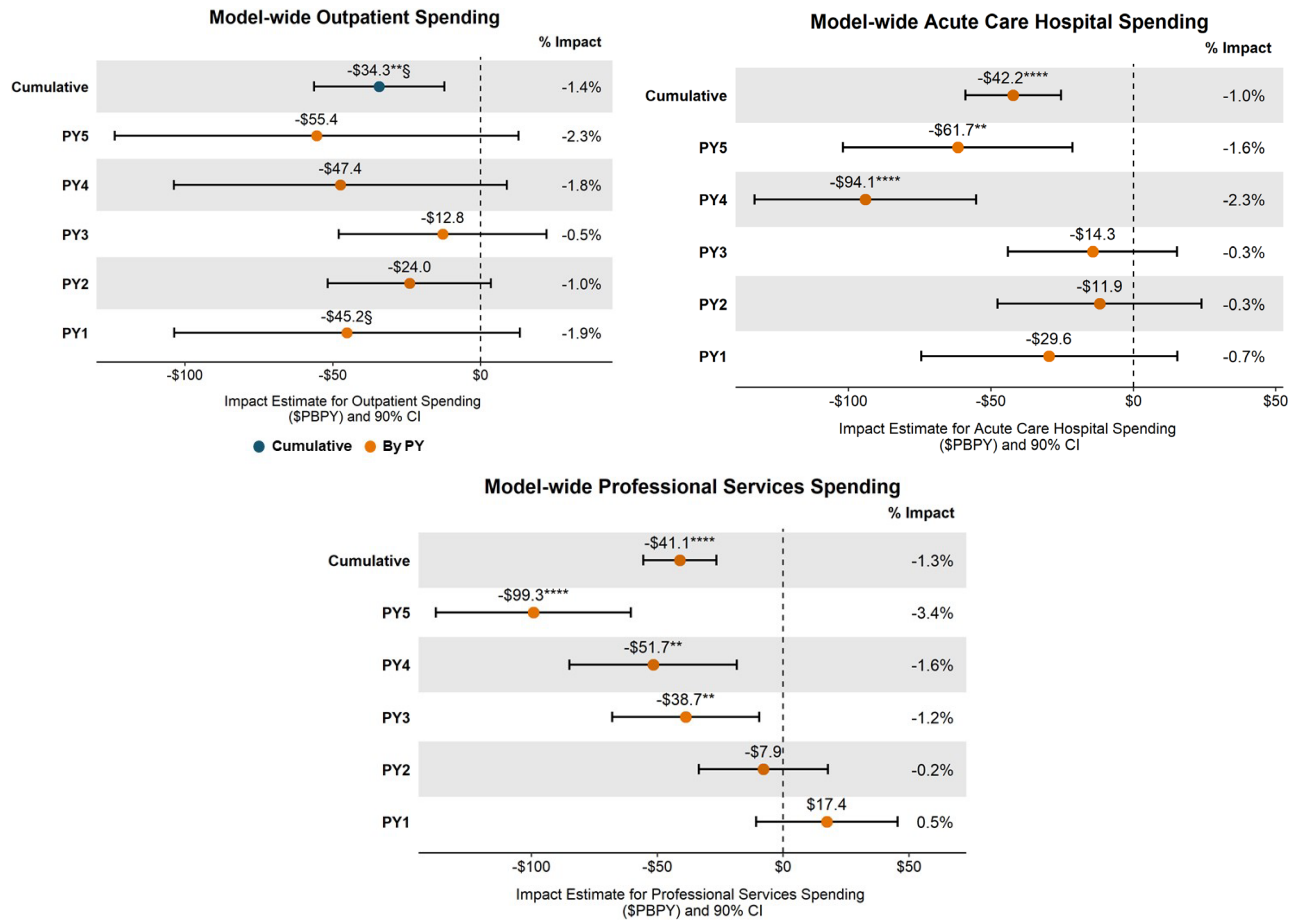 Model-wide Outpatient Spending
% Impact
Cumulative -$34.3**§ -1.4%
PY5 -$55.4 -2.3%
PY4 -$47.4 -1.8%
PY3 -$12.8 -0.5%
PY2 -$24.0 -1.0%
PY1 -$45.2§ -1.9%
-$100 -$50 $0
Impact Estimate for Outpatient Spending
($PBPY) and 90% CI
Cumulative By PY
Model-wide Acute Care Hospital Spending
% Impact
Cumulative -$42.2**** -1.0%
PY5 -$61.7** -1.6%
PY4 -$94.1**** -2.3%
PY3 -$14.3 -0.3%
PY2 -$11.9 -0.3%
PY1 -$29.6 -0.7%
-$100 -$50 $0 $50
Impact Estimate for Acute Care Hospital Spending
($PBPY) and 90% CI
Model-wide Professional Services Spending
% Impact
Cumulative -$41.1**** -1.3%
PY5 -$99.3**** -3.4%
PY4 -$51.7** -1.6%
PY3 -$38.7** -1.2%
PY2 -$7.9 -0.2%
PY1 $17.4 0.5%
-$100 -$50 $0 $50
Impact Estimate for Professional Services Spending
($PBPY) and 90% CI